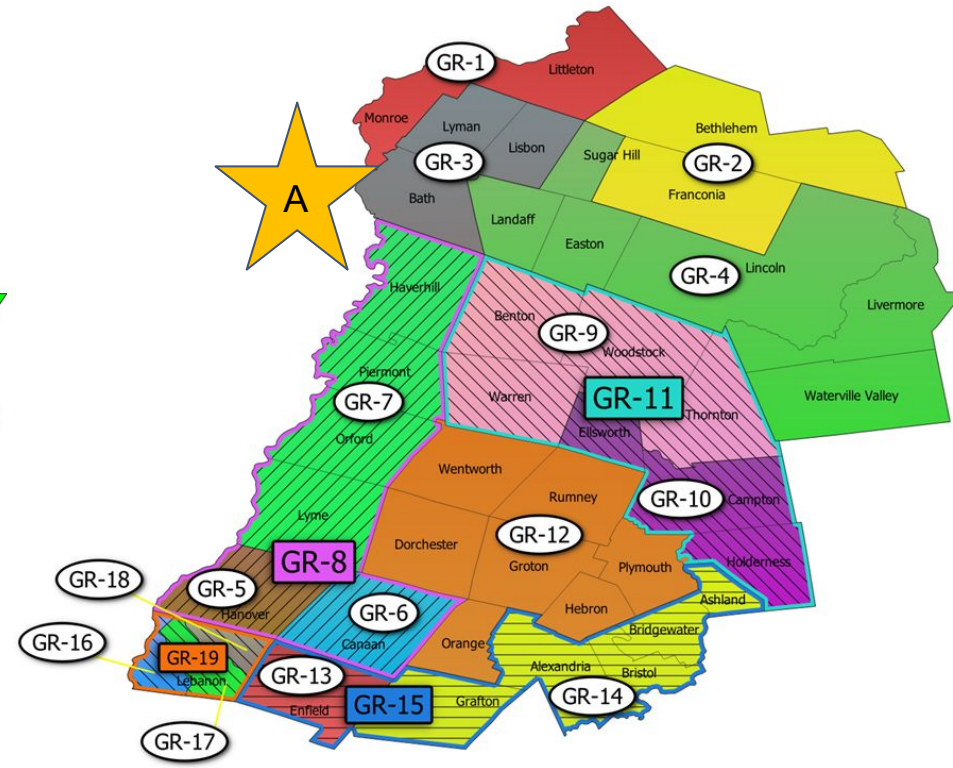 GR-1
Littleton
Monroe
Lyman
Bethlehem
Lisbon
Sugar Hill
GR-3
GR-2
A
Bath
Franconia
Landaff
Easton
Lincoln
GR-4
Haverhill
Livermore
Benton
GR-9
Woodstock
Piermont
Warren
GR-11
Waterville Valley
GR-7
Thornton
Orford
Ellsworth
Wentworth
Rumney
GR-10
Campton
Lyme
GR-12
Dorchester
GR-8
Groton
Plymouth
Holderness
GR-18
GR-5
Hanover
GR-6
Hebron
Ashland
GR-16
Canaan
Orange
Bridgewater
GR-19
Lebanon
GR-13
Alexandria
Bristol
Enfield
GR-15
Grafton
GR-14
GR-17